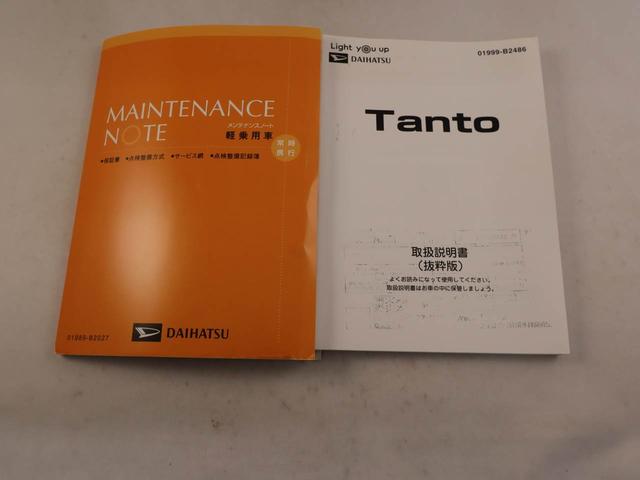 MAINTENANCE
NOTE
メンテナンスノート
軽乗用車
常時
携行
•保証書 •点検整備方式 •サービス網 •点検整備記録簿
DAIHATSU
01989-B2027
Light you up
DAIHATSU
01999-B2486
Tanto
取扱説明書
(抜粋版)
よくお読みになって使用してください。
取扱説明書はお車の中に保管しましょう。